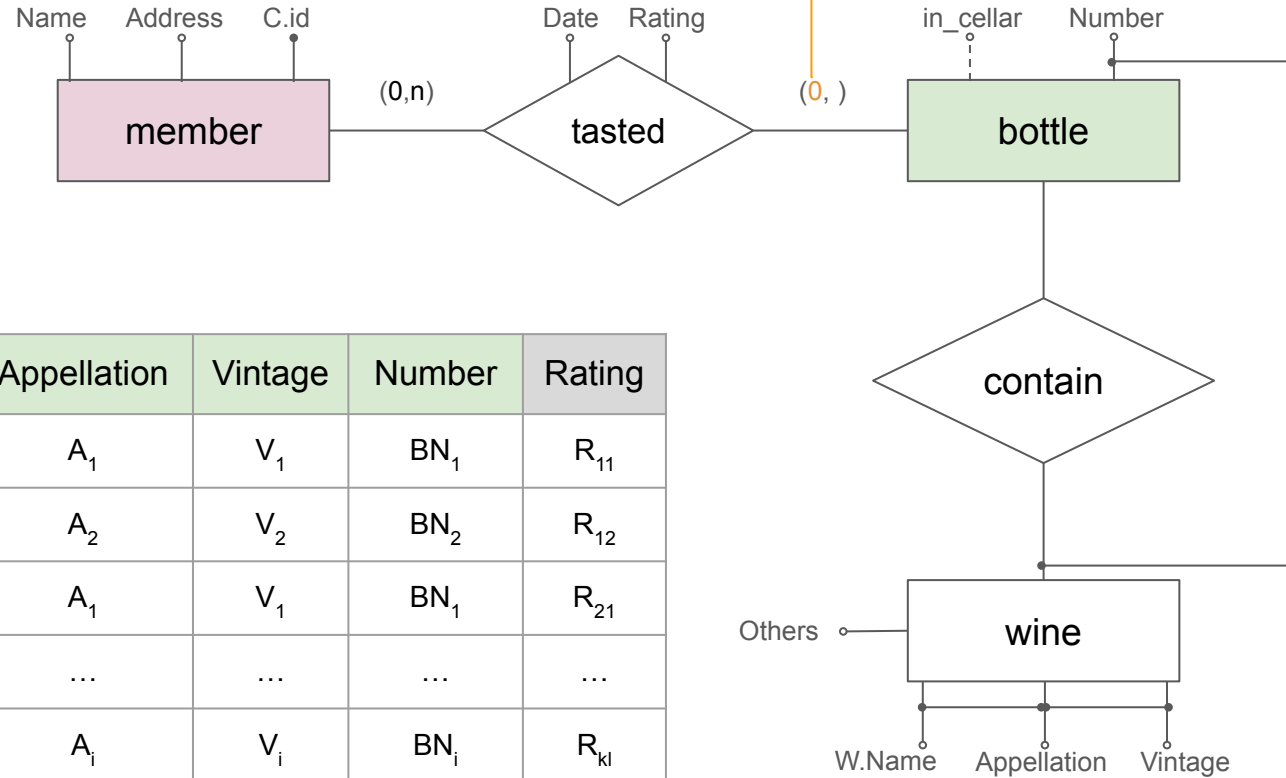 Name Address C.id Date Rating in_cellar Number
(0,n) (0, )
member tasted bottle
Appellation Vintage Number Rating
contain
A1 V1 BN1 R11
A2 V2 BN2 R12
A1 V1 BN1 R21
Others wine
… … … …
Ai Vi BNi Rkl
W.Name Appellation Vintage